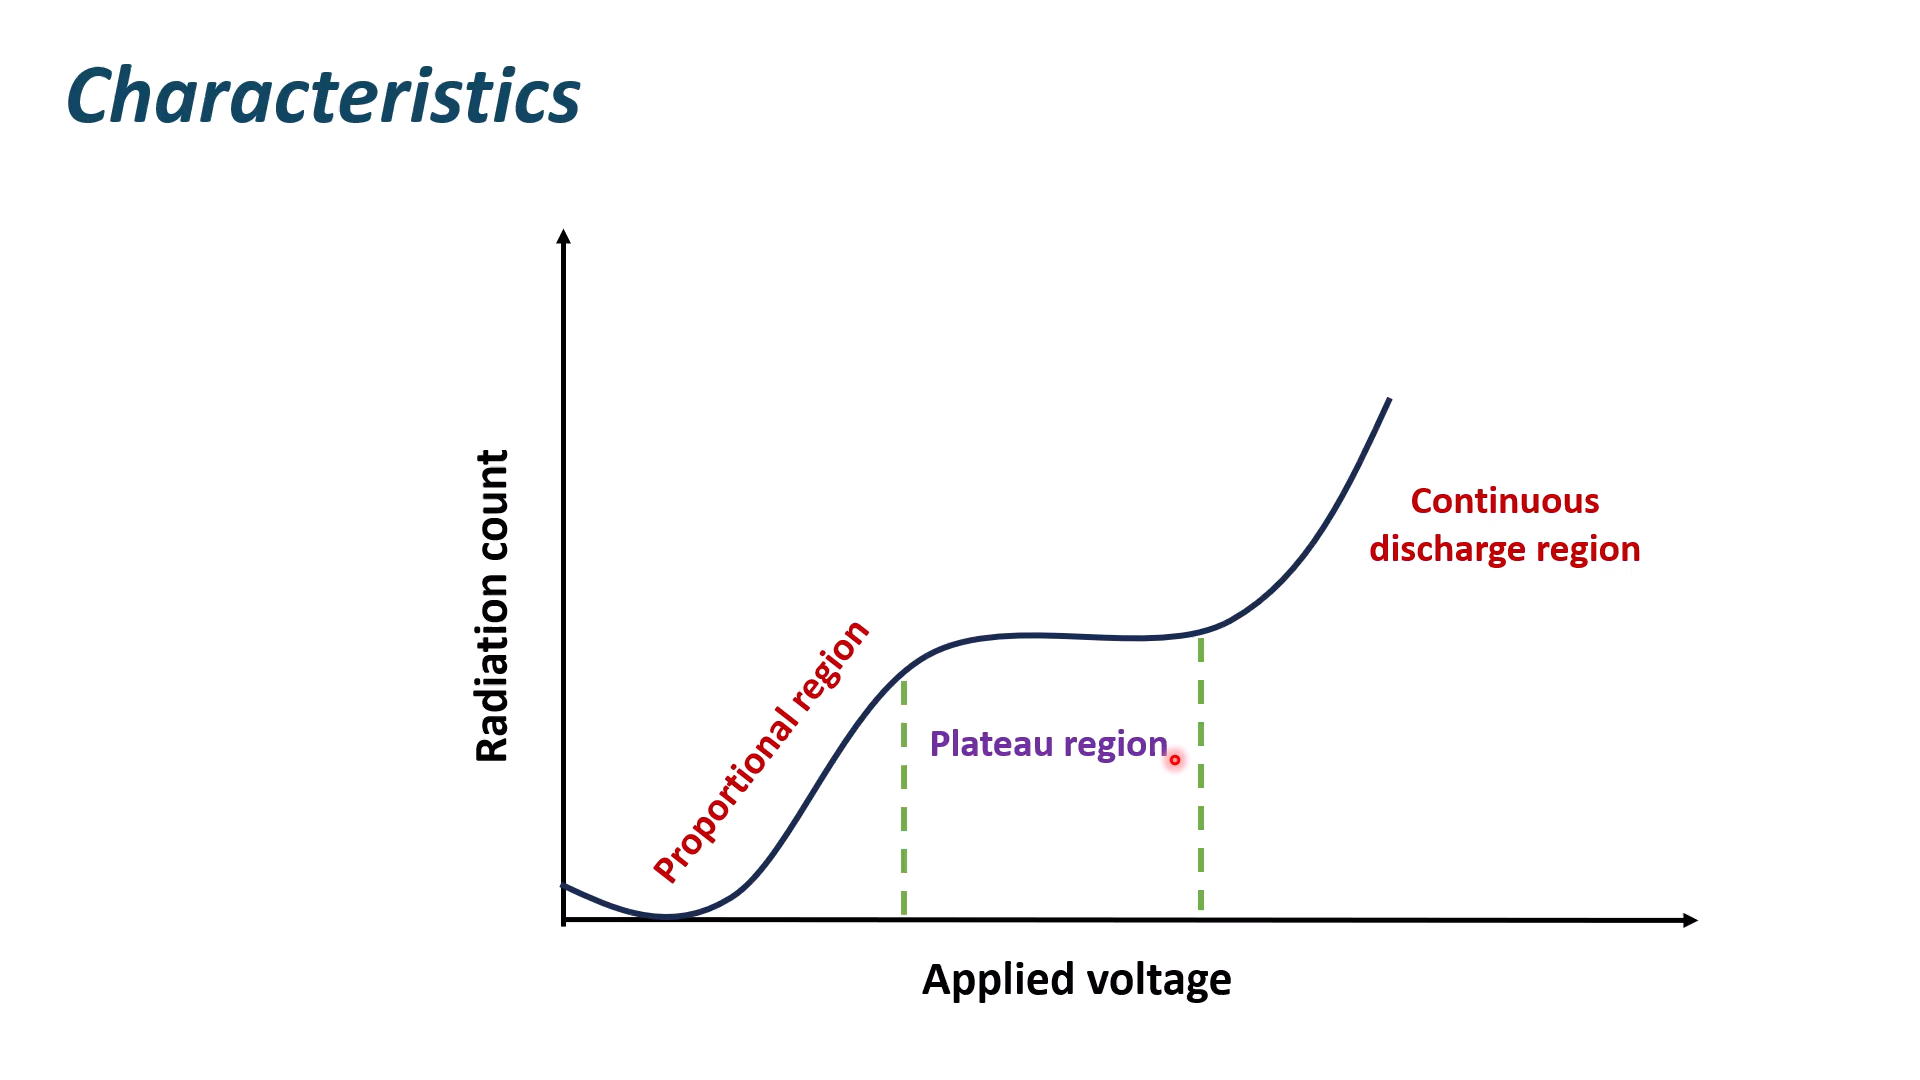 Characteristics
Radiation count
Proportional region
Plateau region
Continuous
discharge region
Applied voltage